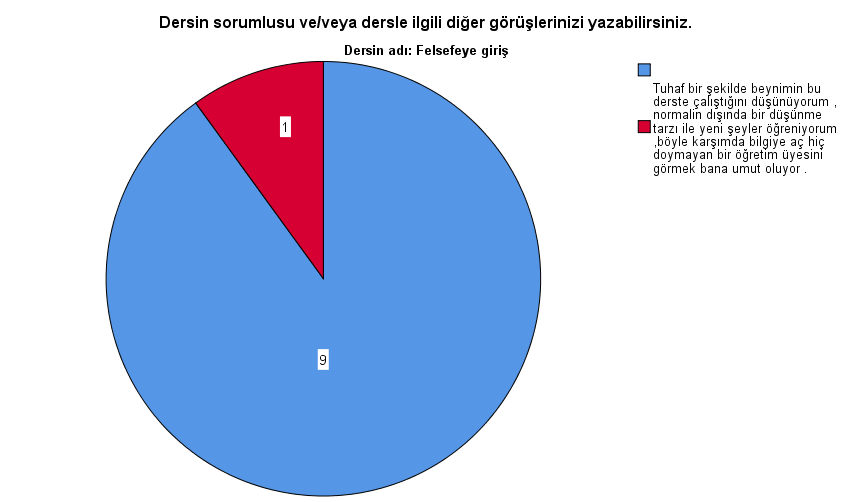 Dersin sorumlusu ve/veya dersle ilgili diğer görüşlerinizi yazabilirsiniz.
Dersin adı: Felsefeye giriş
Tuhaf bir şekilde beynimin bu
derste çalıştığını düşünüyorum ,
normalin dışında bir düşünme
tarzı ile yeni şeyler öğreniyorum
,böyle karşımda bilgiye aç hiç
doymayan bir öğretim üyesini
görmek bana umut oluyor .
1
9